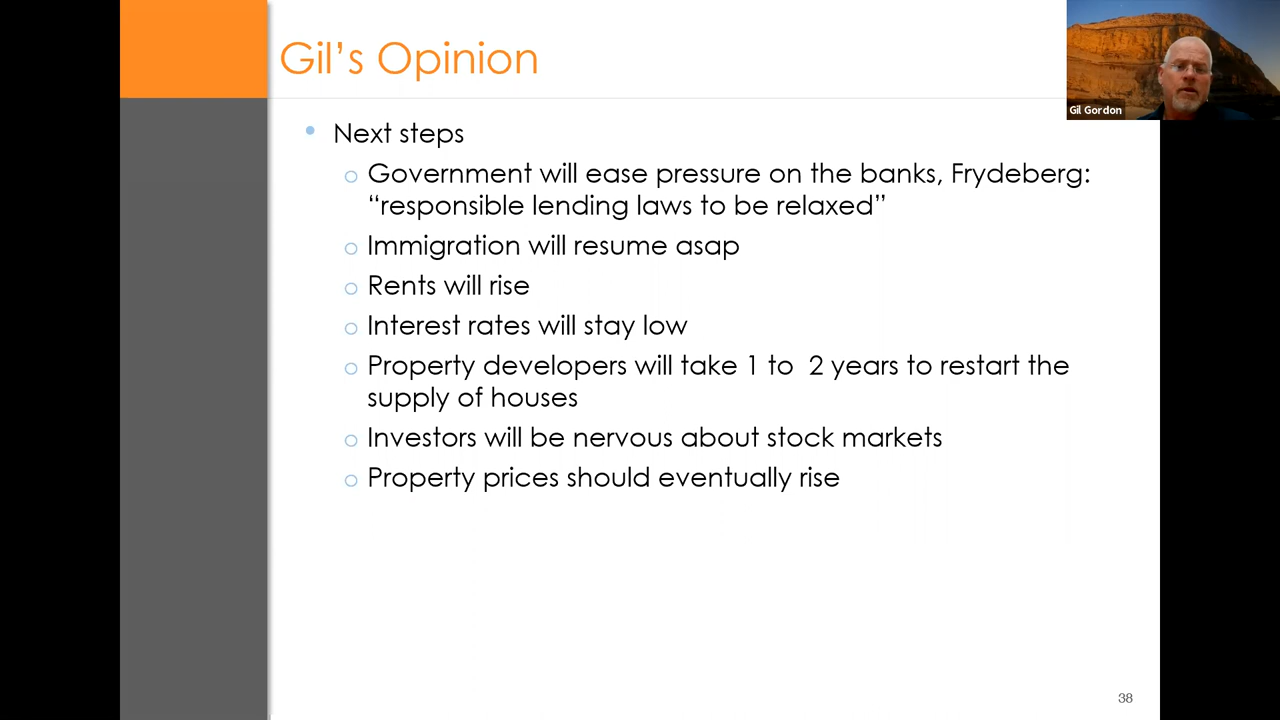 Gil's Opinion
Gil Gordon
• Next steps
o Government will ease pressure on the banks, Frydeberg:
“responsible lending laws to be relaxed”
o Immigration will resume asap
o Rents will rise
o Interest rates will stay low
o Property developers will take 1 to  2 years to restart the
supply of houses
o Investors will be nervous about stock markets
o Property prices should eventually rise
38